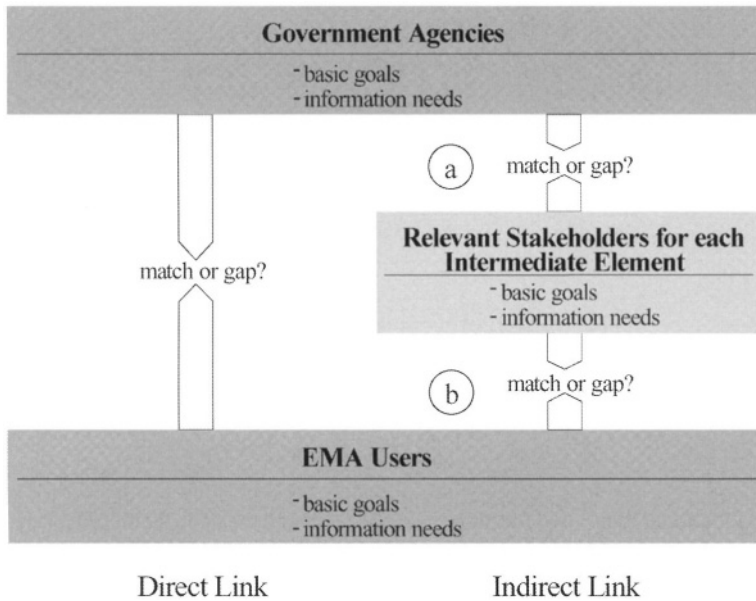 Government Agencies
- basic goals
- information needs
a
match or gap?
Relevant Stakeholders for each
Intermediate Element
- basic goals
- information needs
match or gap?
b
match or gap?
EMA Users
- basic goals
- information needs
Direct Link
Indirect Link